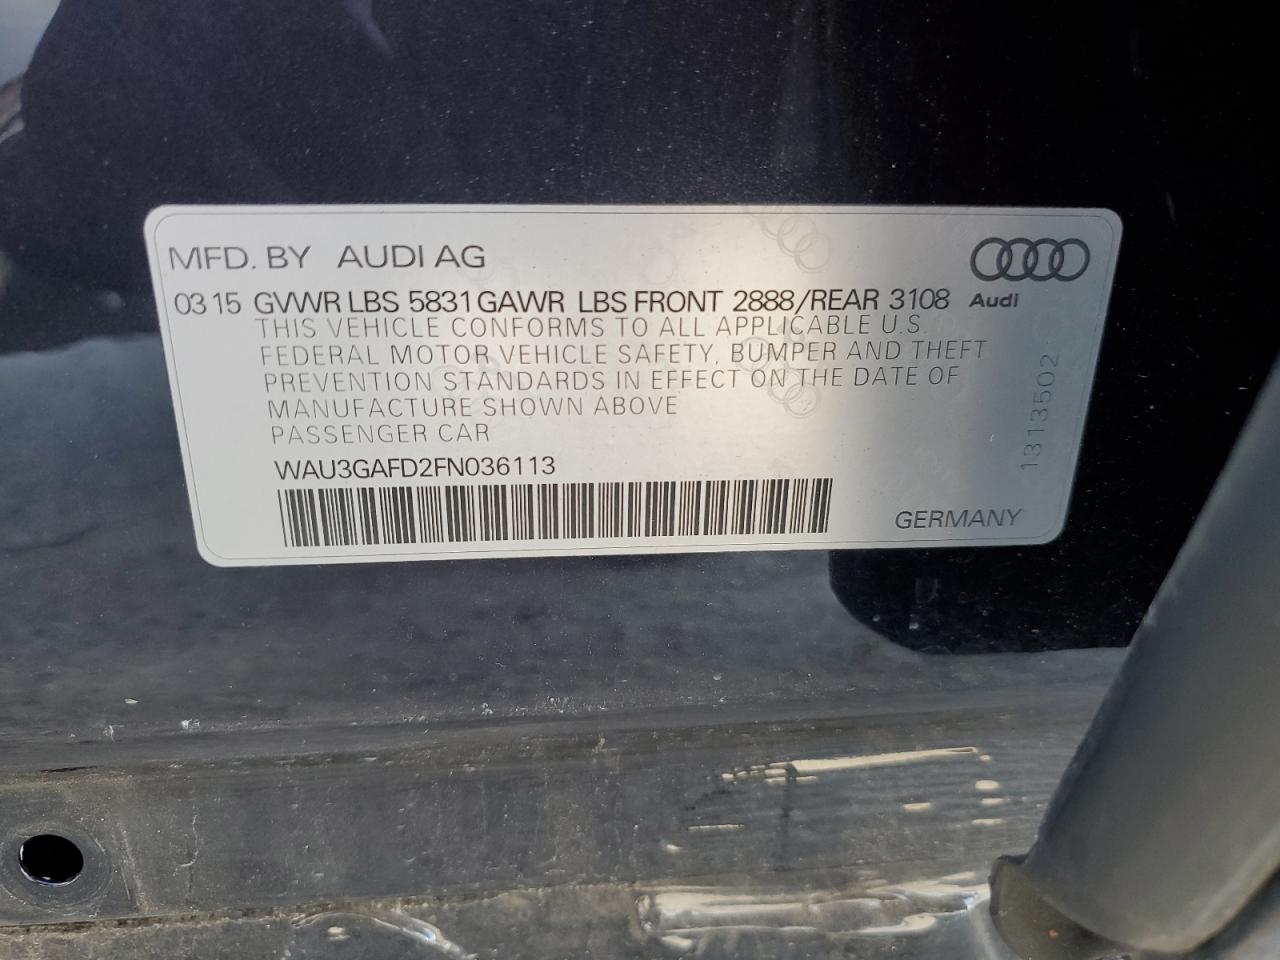 MFD. BY AUDI AG
03 15 GVWR LBS 5831 GAWR LBS FRONT 2888/REAR 3108
Audi
THIS VEHICLE CONFORMS TO ALL APPLICABLE U.S.
FEDERAL MOTOR VEHICLE SAFETY, BUMPER AND THEFT
PREVENTION STANDARDS IN EFFECT ON THE DATE OF
MANUFACTURE SHOWN ABOVE
PASSENGER CAR
WAU3GAFD2FN036113
GERMANY
1313502